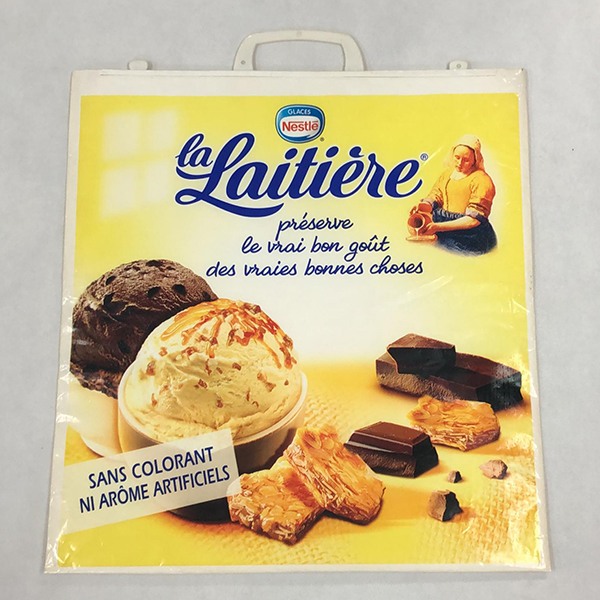 GLACES
Nestlé®
la Laitière®
préserve
le vrai bon goût
des vraies bonnes choses
SANS COLORANT
NI ARÔME ARTIFICIELS